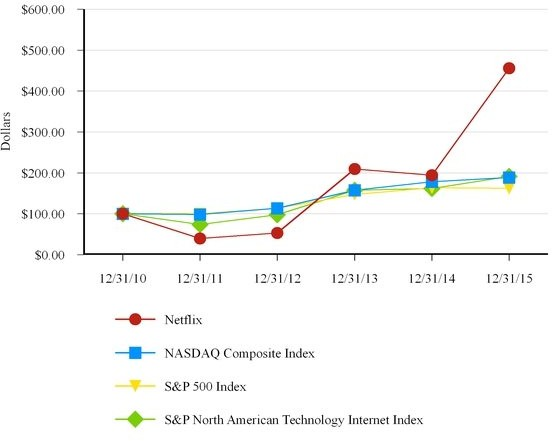 $600.00
$500.00
$400.00
$300.00
$200.00
$100.00
$0.00
Dollars
12/31/10 12/31/11 12/31/12 12/31/13 12/31/14 12/31/15
Netflix
NASDAQ Composite Index
S&P 500 Index
S&P North American Technology Internet Index